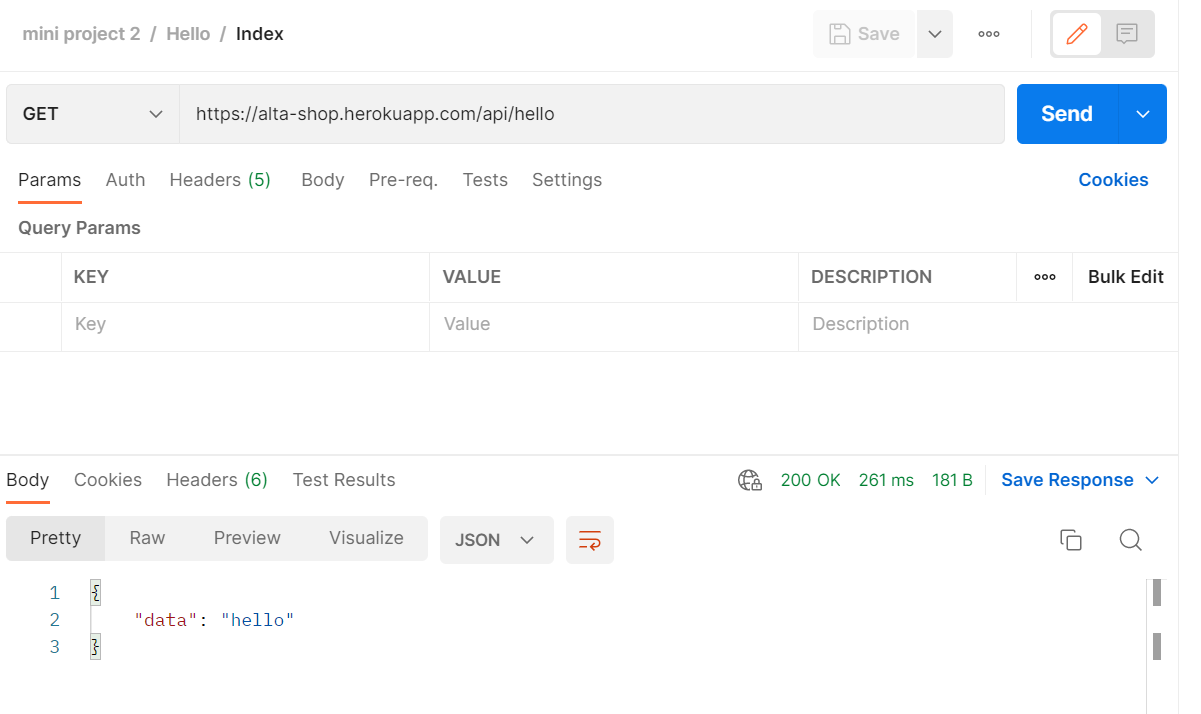 mini project 2 / Hello / Index
Save
GET
https://alta-shop.herokuapp.com/api/hello
Send
Params Auth Headers (5) Body Pre-req. Tests Settings Cookies
Query Params
KEY VALUE DESCRIPTION ooo Bulk Edit
Key Value Description
Body Cookies Headers (6) Test Results 200 OK 261 ms 181 B Save Response
Pretty Raw Preview Visualize JSON
1 {
2 "data": "hello"
3 }